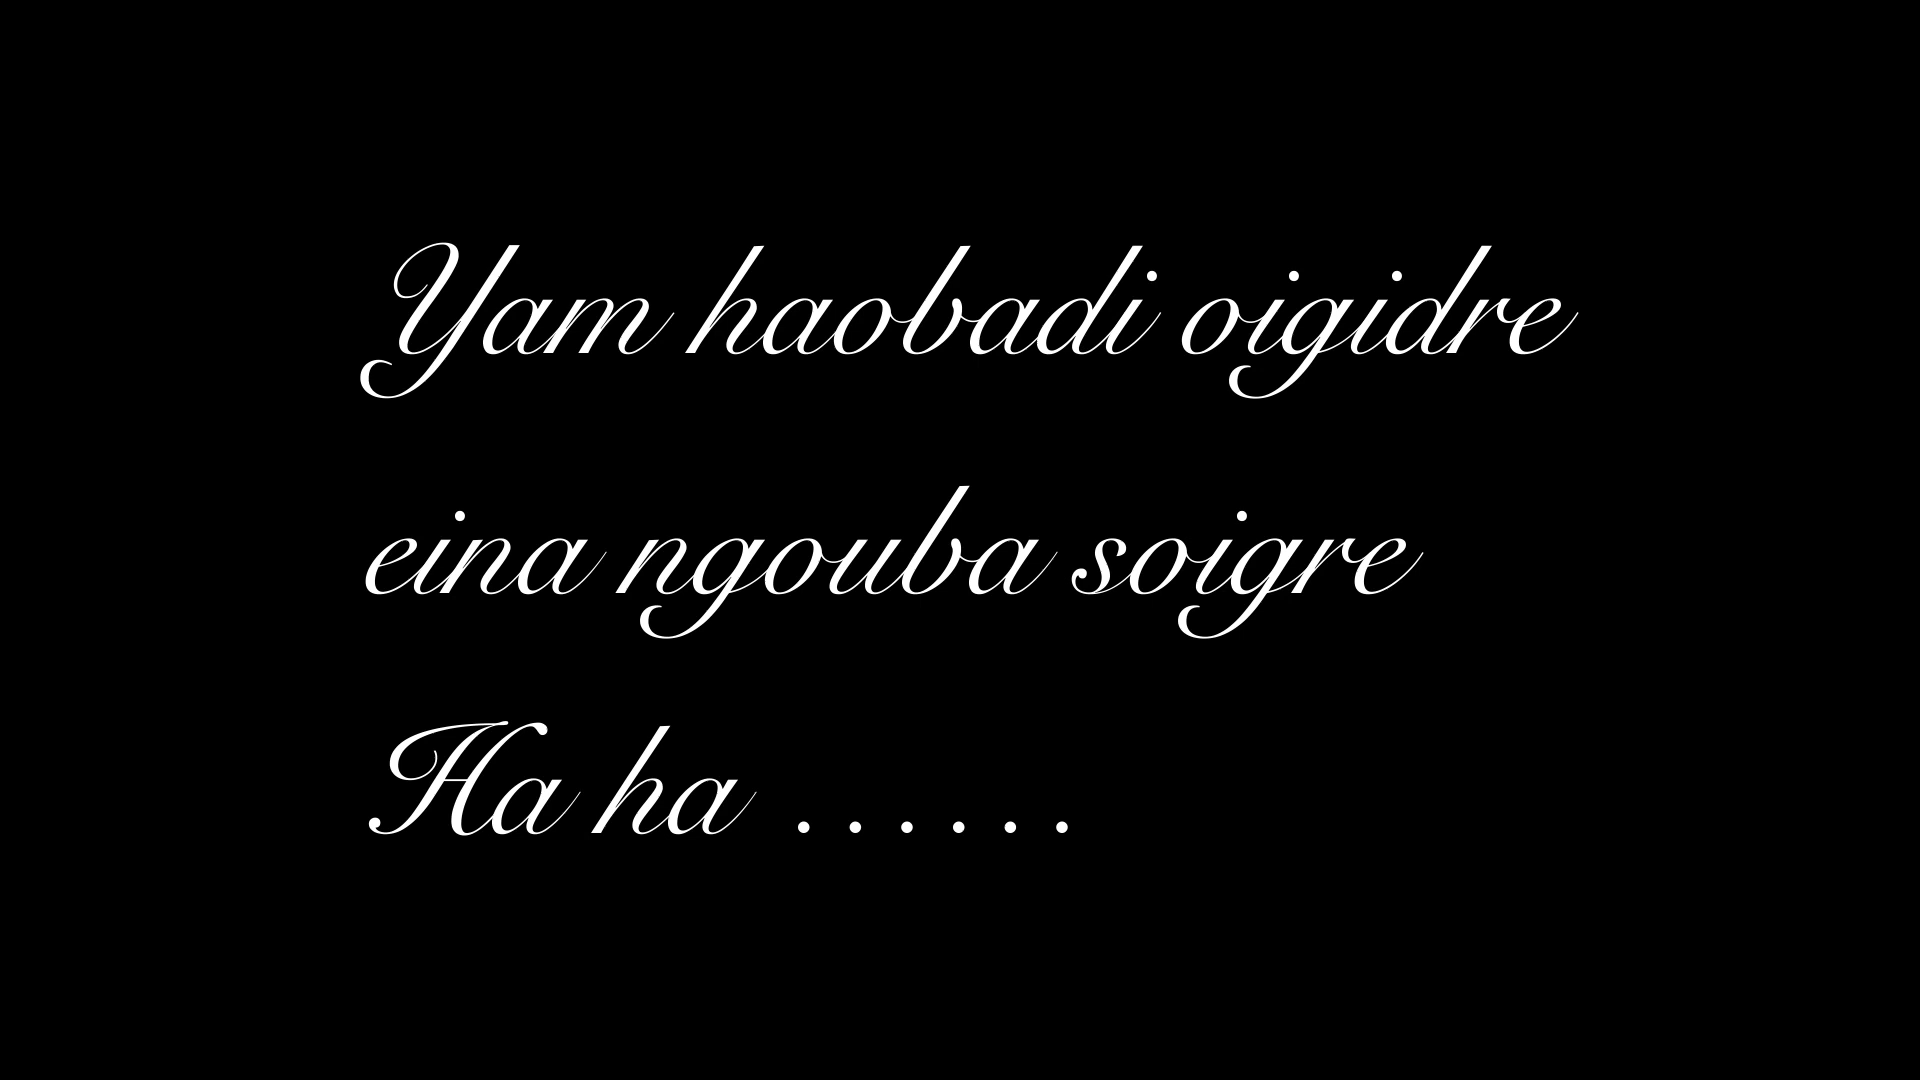 Yam haobadi oigidre
eina ngouba soigre
Ha ha ......